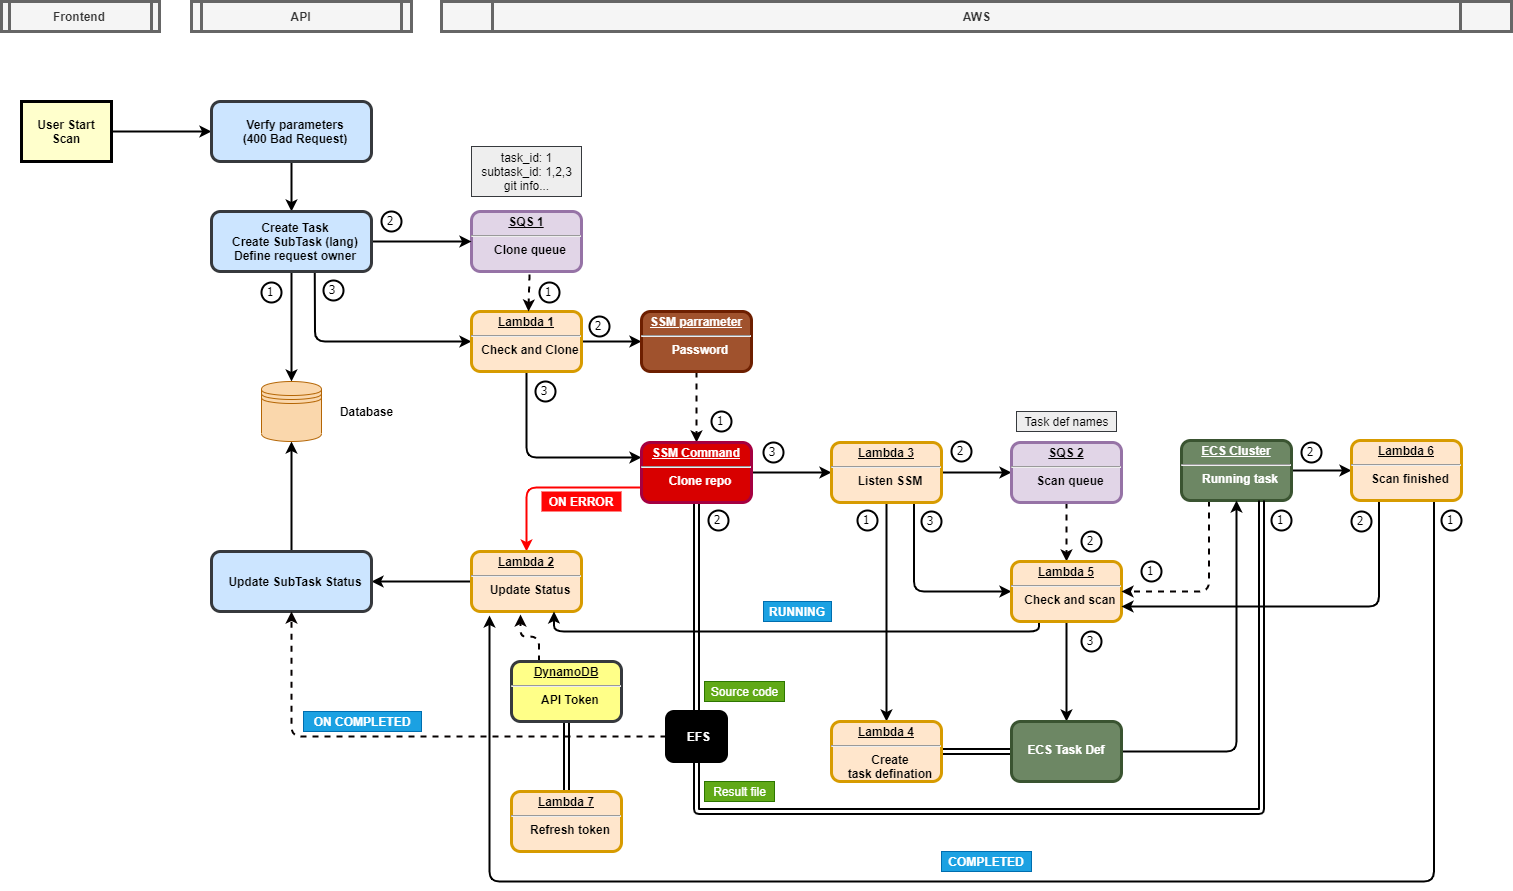 Frontend
API
AWS
User Start
Scan
Verfy parameters
(400 Bad Request)
task_id: 1
subtask_id: 1,2,3
git info...
Create Task
Create SubTask (lang)
Define request owner
2
SQS 1
Clone queue
1
3
1
Lambda 1
Check and Clone
2
SSM parrameter
Password
3
Database
1
Task def names
SSM Command
Clone repo
3
Lambda 3
Listen SSM
2
SQS 2
Scan queue
ECS Cluster
Running task
2
Lambda 6
Scan finished
ON ERROR
2
1
3
1
2
1
2
1
Update SubTask Status
Lambda 2
Update Status
Lambda 5
Check and scan
RUNNING
3
DynamoDB
API Token
Source code
ON COMPLETED
EFS
Lambda 4
Create
task defination
ECS Task Def
Result file
Lambda 7
Refresh token
COMPLETED